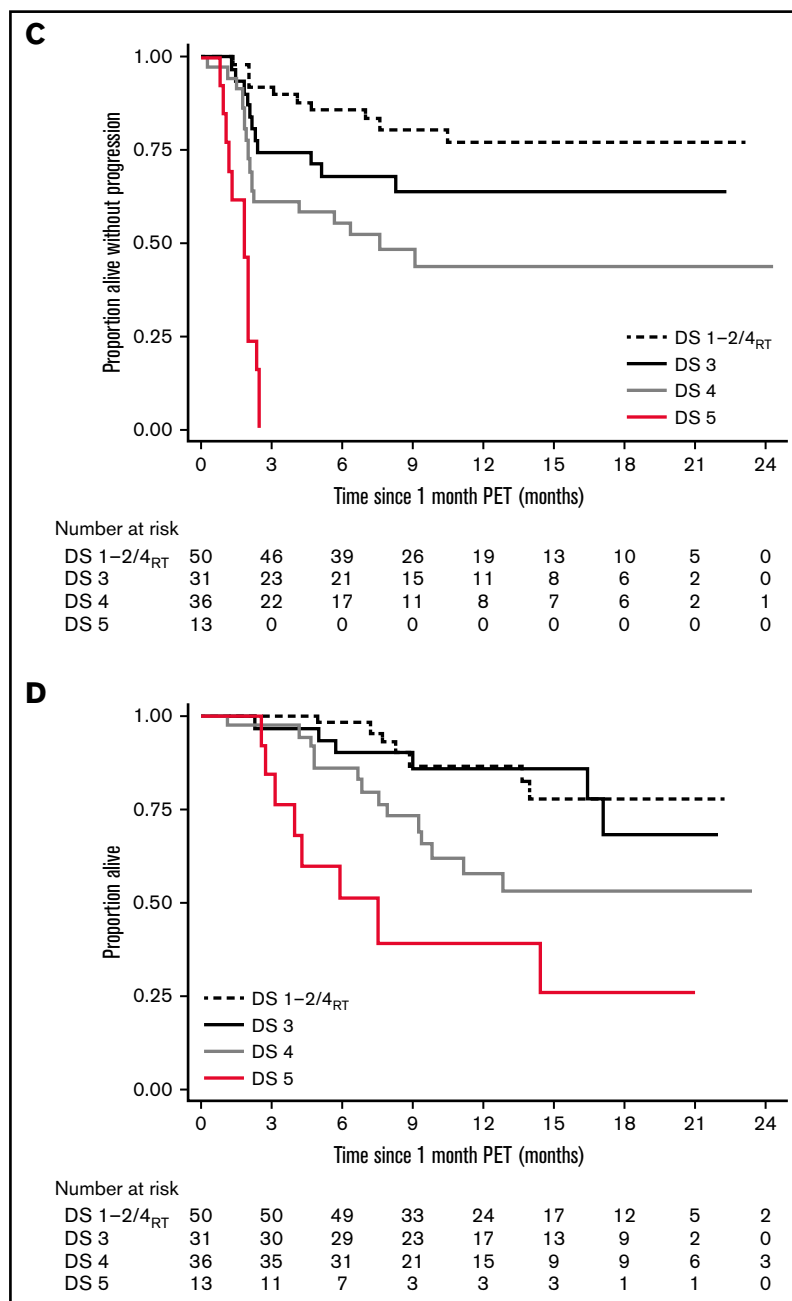 C
1.00
0.75
0.50
0.25
0.00
Proportion alive without progression
DS 1–2/4RT
DS 3
DS 4
DS 5
0 3 6 9 12 15 18 21 24
Time since 1 month PET (months)
Number at risk
DS 1–2/4RT 50 46 39 26 19 13 10 5 0
DS 3 31 23 21 15 11 8 6 2 0
DS 4 36 22 17 11 8 7 6 2 1
DS 5 13 0 0 0 0 0 0 0 0
D
1.00
0.75
0.50
0.25
0.00
Proportion alive
DS 1–2/4RT
DS 3
DS 4
DS 5
0 3 6 9 12 15 18 21 24
Time since 1 month PET (months)
Number at risk
DS 1–2/4RT 50 50 49 33 24 17 12 5 2
DS 3 31 30 29 23 17 13 9 2 0
DS 4 36 35 31 21 15 9 9 6 3
DS 5 13 11 7 3 3 3 1 1 0